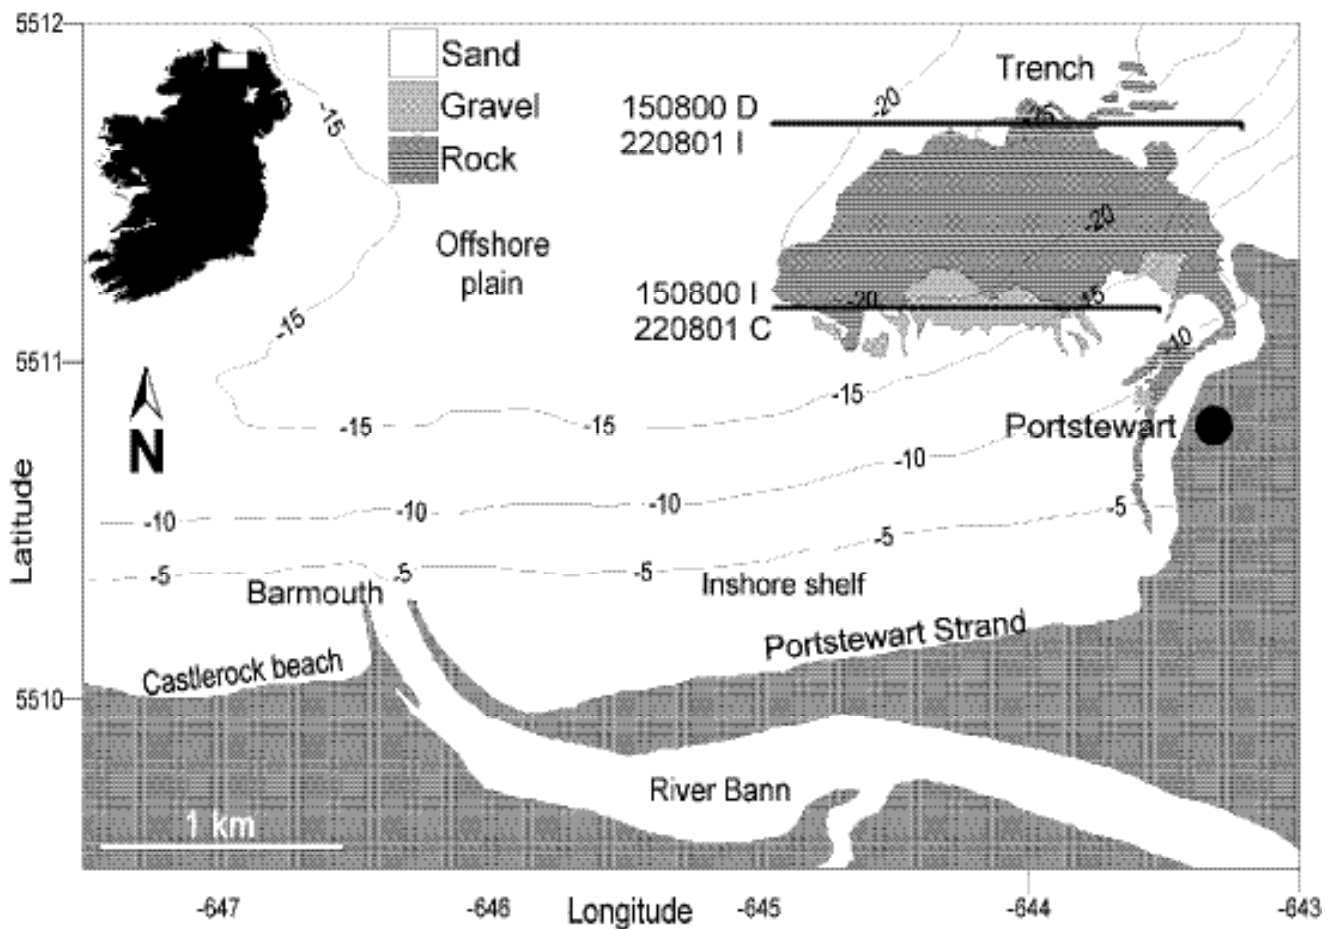 5512
Sand
Gravel
Rock
-15
-20
Trench
150800 D
220801 I
-25
-20
Offshore
plain
150800 I
220801 C
-20
-15
-15
5511
-10
-15
N
-15
-15
Portstewart
-10
-10
-10
-10
-5
-5
Latitude
-5
-5
-5
Barmouth
Inshore shelf
Portstewart Strand
Castlerock beach
5510
River Bann
1 km
-647
-646
Longitude
-645
-644
-643